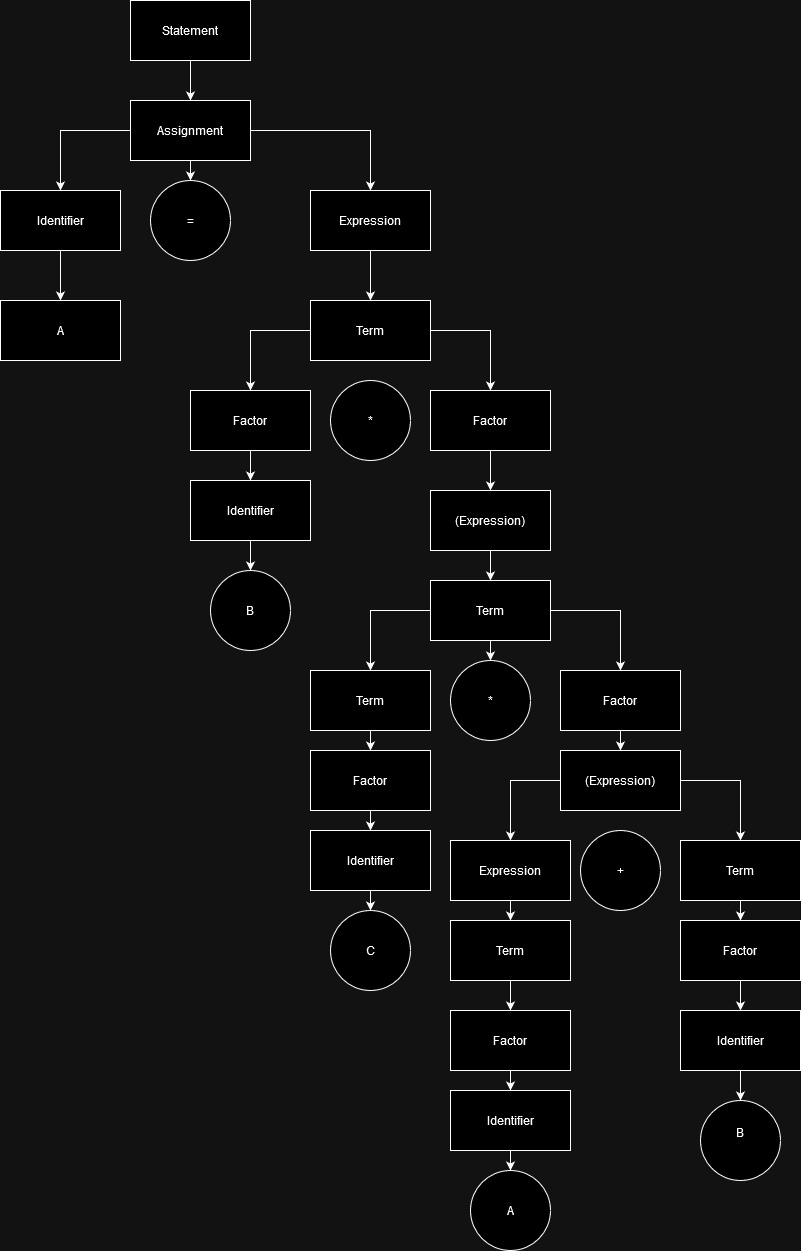 Statement
Assignment
Identifier
=
Expression
A
Term
Factor
*
Factor
Identifier
(Expression)
B
Term
Term
*
Factor
Factor
(Expression)
Identifier
Expression
+
Term
C
Term
Factor
Factor
Identifier
Identifier
B
A